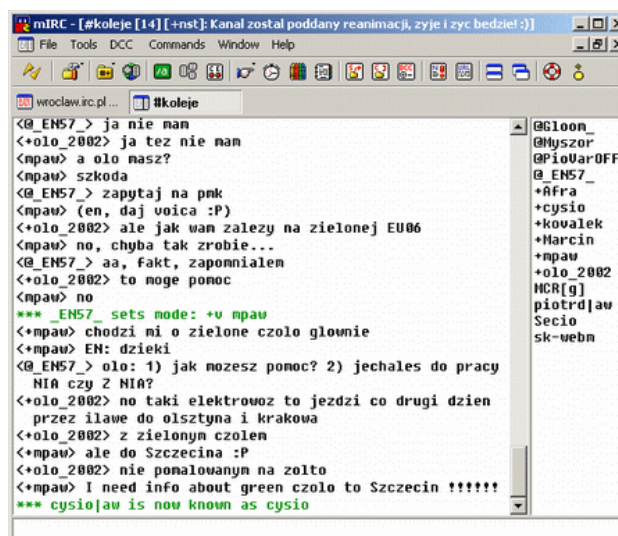 mIRC - [#koleje [14] [+nst]: Kanal zostal poddany reanimacji, zyje i zyc bedzie! :)]
File Tools DCC Commands Window Help
wroclaw.irc.pl ... #koleje
<@_EN57_> ja nie mam
<+olo_2002> ja tez nie mam
<mpaw> a olo masz?
<mpaw> szkoda
<@_EN57_> zapytaj na pmk
<mpaw> (en, daj voica :P)
<+olo_2002> ale jak wam zalezy na zielonej EU06
<mpaw> no, chyba tak zrobie...
<@_EN57_> aa, fakt, zapomnialem
<+olo_2002> to moge pomoc
<mpaw> no
*** _EN57_ sets mode: +v mpaw
<+mpaw> chodzi mi o zielone czolo glownie
<+mpaw> EN: dzieki
<@_EN57_> olo: 1) jak mozesz pomoc? 2) jechales do pracy
NIA czy Z NIA?
<+olo_2002> no taki elektrowoz to jezdzi co drugi dzien
przez ilawe do olsztyna i krakowa
<+olo_2002> z zielonym czolem
<+mpaw> ale do Szczecina :P
<+olo_2002> nie pomalowanym na zolto
<+mpaw> I need info about green czolo to Szczecin !!!!!!
*** cysio|aw is now known as cysio
@Gloom_
@Myszor
@PioVarOFF
@_EN57_
+Afra
+cysio
+kovalek
+Marcin
+mpaw
+olo_2002
MCR[g]
piotrd|aw
Secio
sk-webm